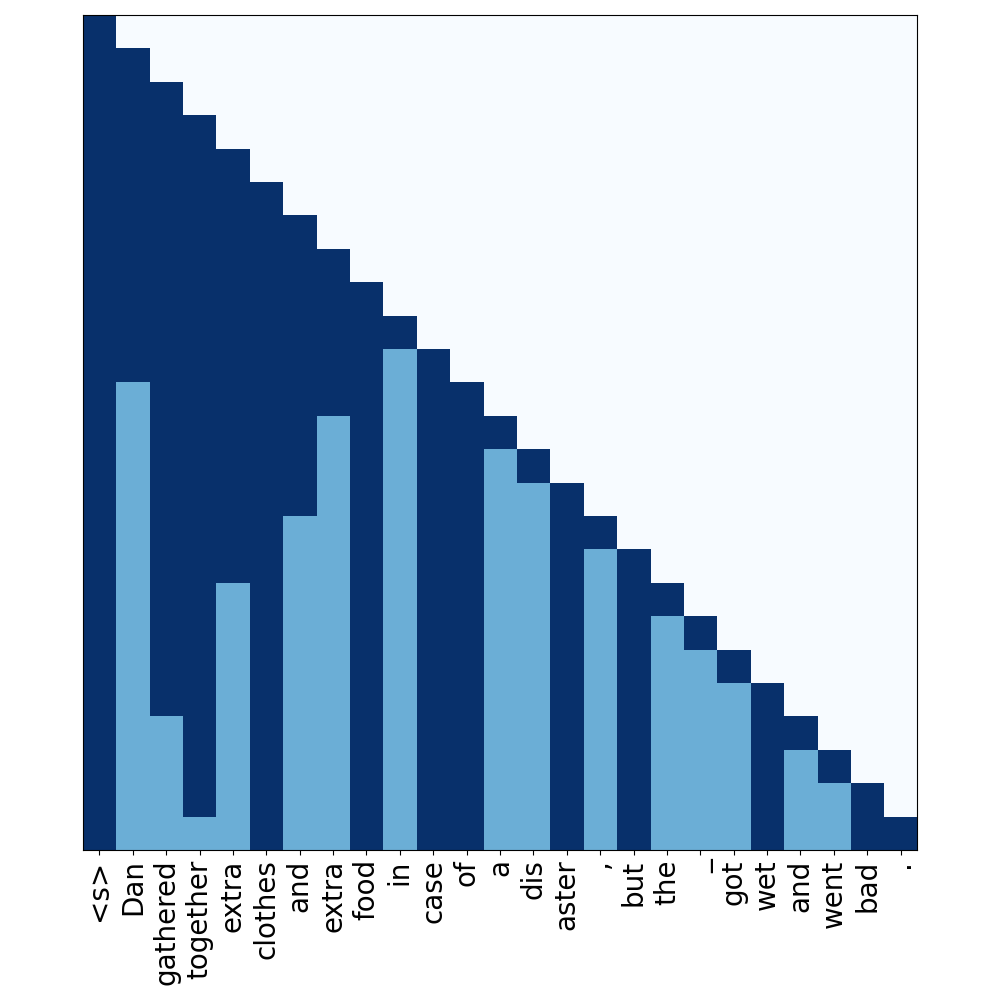 <s> Dan gathered together extra clothes and extra food in case of a dis aster , but the _ got wet and went bad .